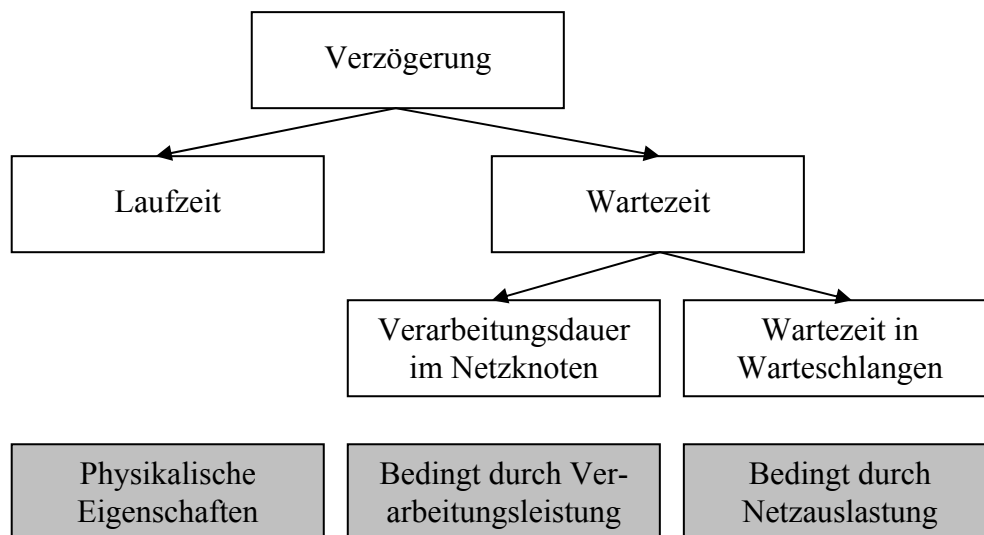 Verzögerung
Laufzeit
Wartezeit
Verarbeitungsdauer
im Netzknoten
Wartezeit in
Warteschlangen
Physikalische
Eigenschaften
Bedingt durch Ver-
arbeitungsleistung
Bedingt durch
Netzauslastung